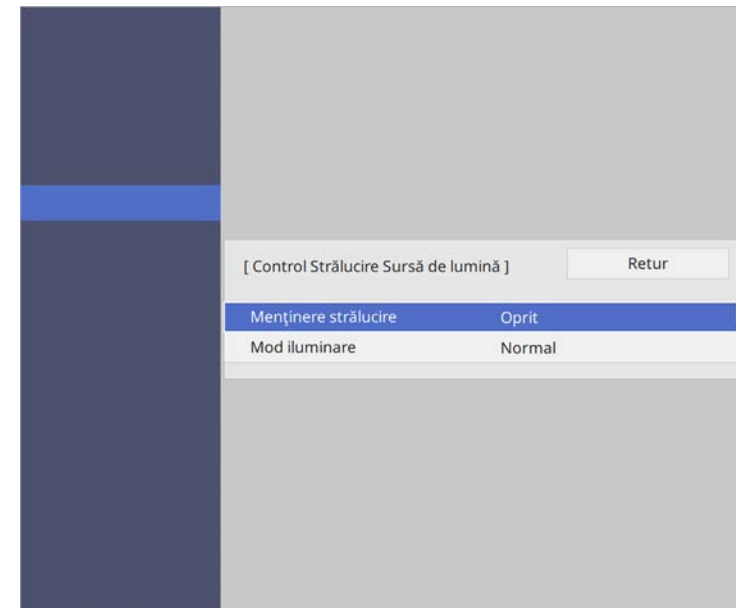 [ Control Strălucire Sursă de lumină ] Retur
Menţinere strălucire Oprit
Mod iluminare Normal